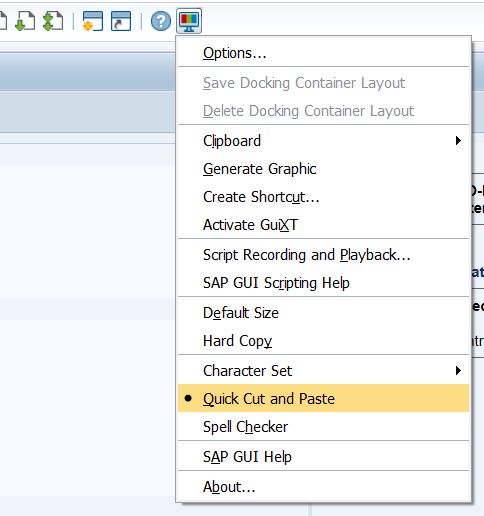 Options...
Save Docking Container Layout
Delete Docking Container Layout
Clipboard
Generate Graphic
Create Shortcut...
Activate GuiXT
Script Recording and Playback...
SAP GUI Scripting Help
Default Size
Hard Copy
Character Set
Quick Cut and Paste
Spell Checker
SAP GUI Help
About...